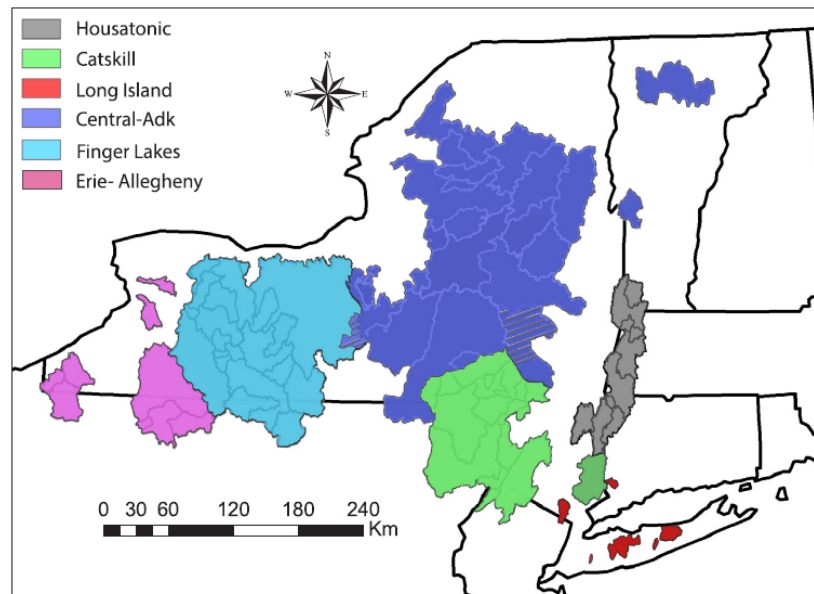 Housatonic
Catskill
Long Island
Central-Adk
Finger Lakes
Erie- Allegheny
N
W E
S
0 30 60 120 180 240
Km